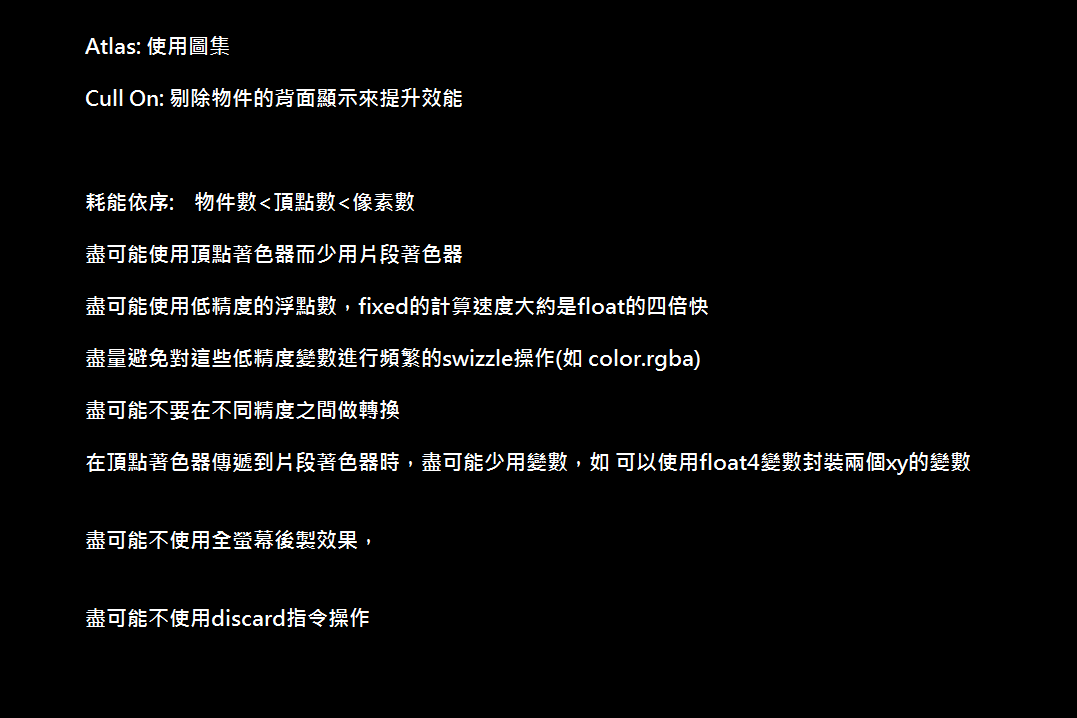 Atlas: 使用圖集
Cull On: 剔除物件的背面顯示來提升效能
耗能依序:　物件數<頂點數<像素數
盡可能使用頂點著色器而少用片段著色器
盡可能使用低精度的浮點數，fixed的計算速度大約是float的四倍快
盡量避免對這些低精度變數進行頻繁的swizzle操作(如 color.rgba)
盡可能不要在不同精度之間做轉換
在頂點著色器傳遞到片段著色器時，盡可能少用變數，如 可以使用float4變數封裝兩個xy的變數
盡可能不使用全螢幕後製效果，
盡可能不使用discard指令操作